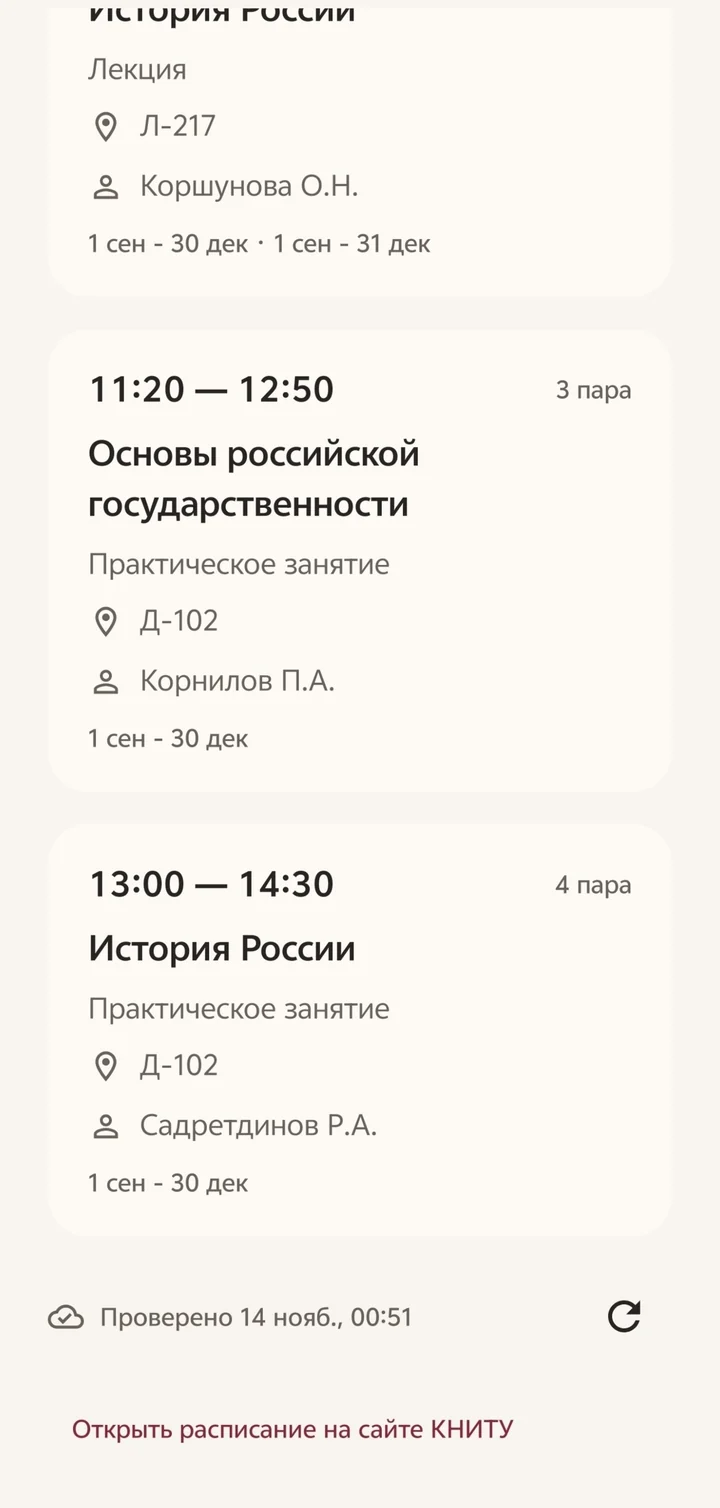 История России
Лекция
Л-217
Коршунова О.Н.
1 сен - 30 дек · 1 сен - 31 дек
11:20 — 12:50
3 пара
Основы российской
государственности
Практическое занятие
Д-102
Корнилов П.А.
1 сен - 30 дек
13:00 — 14:30
4 пара
История России
Практическое занятие
Д-102
Садретдинов Р.А.
1 сен - 30 дек
Проверено 14 нояб., 00:51
Открыть расписание на сайте КНИТУ